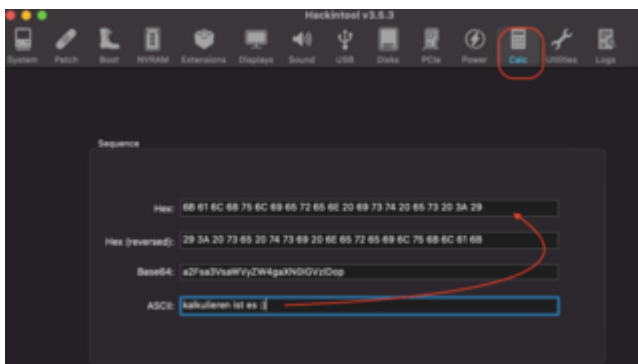 Hackintool v3.5.3
System Patch Boot NVRAM Extensions Displays Sound USB Disks PCIe Power Calc Utilities Logs
Sequence
Hex: 6B 61 6C 6B 75 6C 69 65 72 65 6E 20 69 73 74 20 65 73 20 3A 29
Hex (reversed): 29 3A 20 73 65 20 74 73 69 20 6E 65 72 65 69 6C 75 6B 6C 61 6B
Base64: a2Fsa3VsaWVyZW4gaXN0IGVzIDop
ASCII: kalkulieren ist es :)